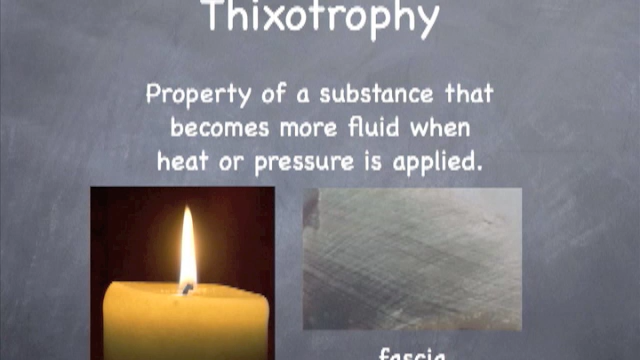 Thixotrophy
Property of a substance that
becomes more fluid when
heat or pressure is applied.
fascia